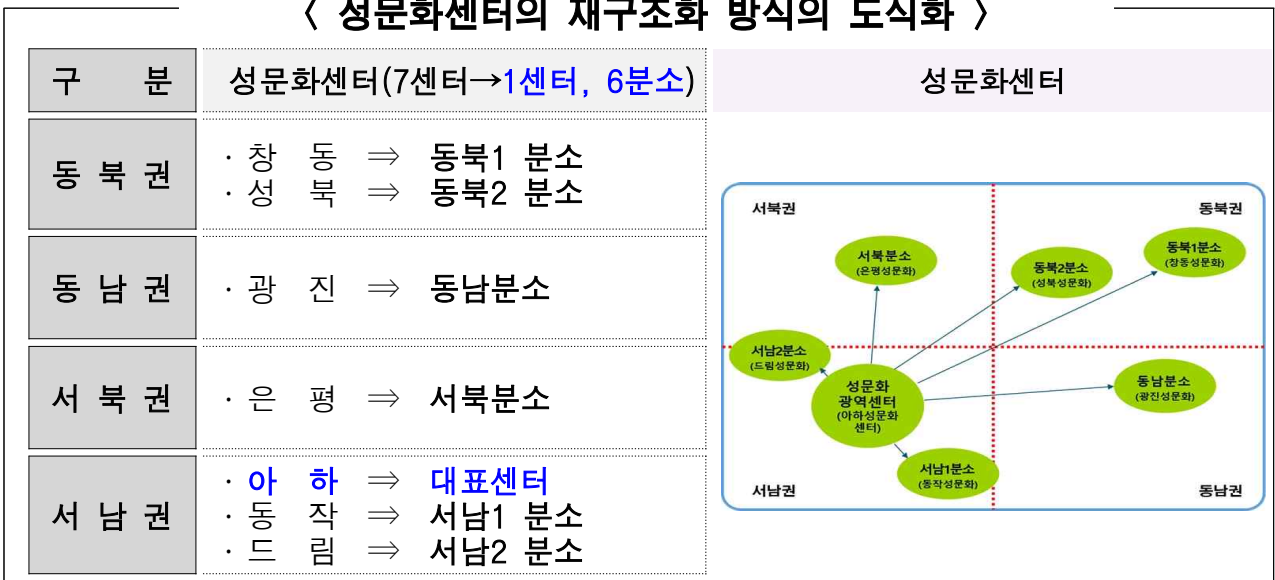 〈 성문화센터의 재구조화 방식의 도식화 〉
구 분
성문화센터(7센터→1센터, 6분소)
성문화센터
동 북 권
· 창 동 ⇒ 동북1 분소
· 성 북 ⇒ 동북2 분소
동 남 권
· 광 진 ⇒ 동남분소
서 북 권
· 은 평 ⇒ 서북분소
서 남 권
· 아 하 ⇒ 대표센터
· 동 작 ⇒ 서남1 분소
· 드 림 ⇒ 서남2 분소
서북권
동북권
서북분소
(은평성문화)
동북2분소
(성북성문화)
동북1분소
(창동성문화)
서남2분소
(드림성문화)
성문화
광역센터
(아하성문화
센터)
동남분소
(광진성문화)
서남1분소
(동작성문화)
서남권
동남권